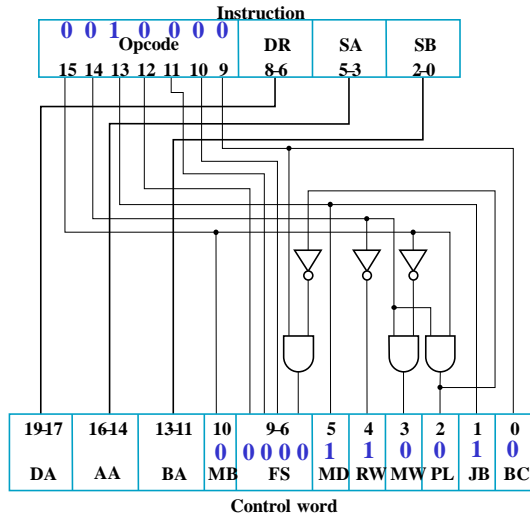 Instruction
0 0 1 0 0 0 0
Opcode DR SA SB
15 14 13 12 11 10 9 8–6 5–3 2–0
19-17 16-14 13-11 10 9-6 5 4 3 2 1 0
0 0 0 0 0 1 1 0 0 1 0
DA AA BA MB FS MD RW MW PL JB BC
Control word